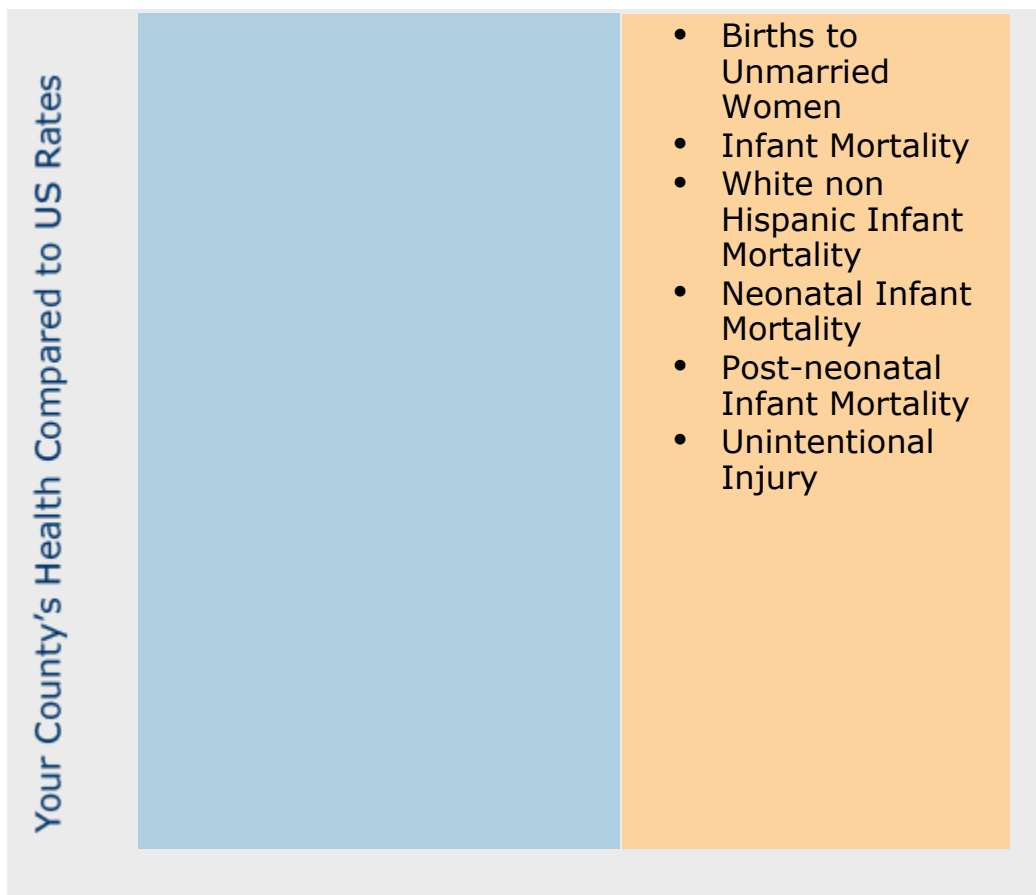 Your County's Health Compared to US Rates
• Births to
Unmarried
Women
• Infant Mortality
• White non
Hispanic Infant
Mortality
• Neonatal Infant
Mortality
• Post-neonatal
Infant Mortality
• Unintentional
Injury